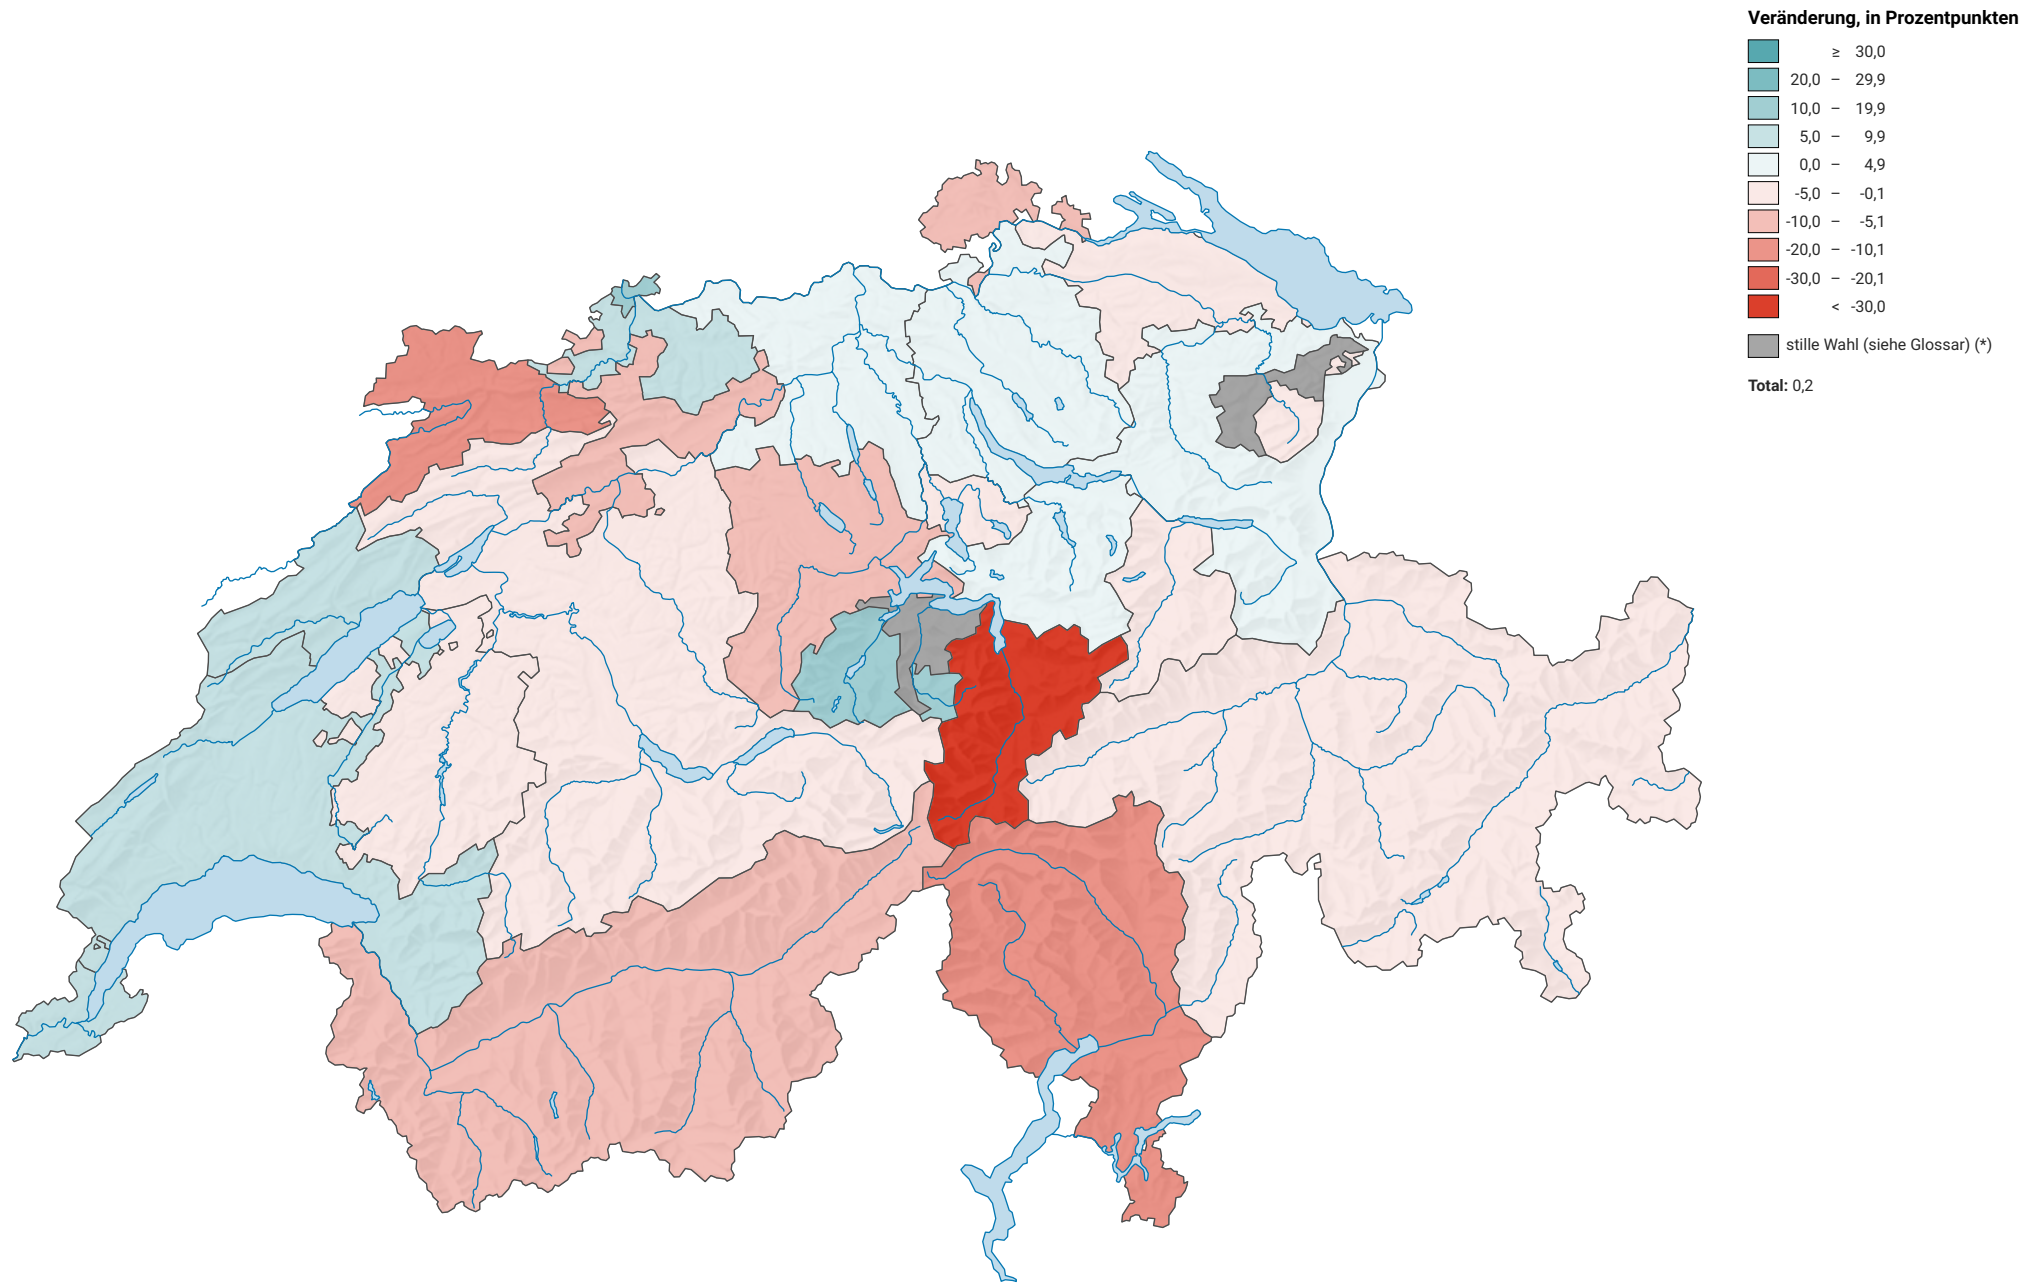 Veränderung, in Prozentpunkten
≥ 30,0
20,0 – 29,9
10,0 – 19,9
5,0 – 9,9
0,0 – 4,9
-5,0 – -0,1
-10,0 – -5,1
-20,0 – -10,1
-30,0 – -20,1
< -30,0
stille Wahl (siehe Glossar) (*)
Total: 0,2